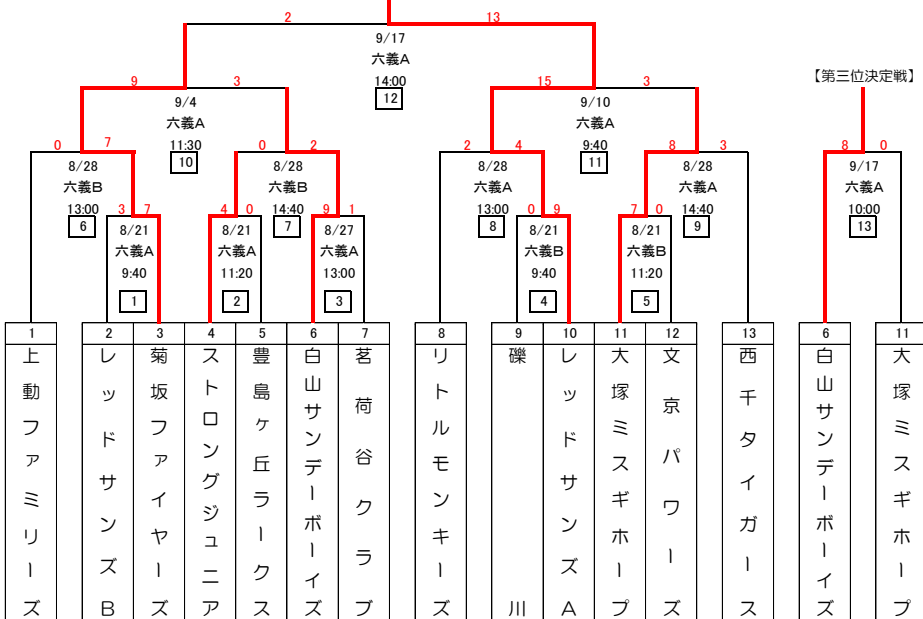 2 13
9/17
六義A
14:00
12
【第三位決定戦】
9 3
9/4
六義A
11:30
10
15 3
9/10
六義A
9:40
11
0 7
8/28
六義B
13:00
6
0 2
8/28
六義B
14:40
7
2 4
8/28
六義A
13:00
8
8 3
8/28
六義A
14:40
9
8 0
9/17
六義A
10:00
13
3 7
8/21
六義A
9:40
1
4 0
8/21
六義A
11:20
2
9 1
8/27
六義A
13:00
3
0 9
8/21
六義B
9:40
4
7 0
8/21
六義B
11:20
5
1
上動ファミリーズ
2
レッドサンズB
3
菊坂ファイヤーズ
4
ストロングジュニア
5
豊島ヶ丘ラークス
6
白山サンデーボーイズ
7
茗荷谷クラブ
8
リトルモンキーズ
9
礫川
10
レッドサンズA
11
大塚ミスギホープ
12
文京パワーズ
13
西千タイガース
6
白山サンデーボーイズ
11
大塚ミスギホープ